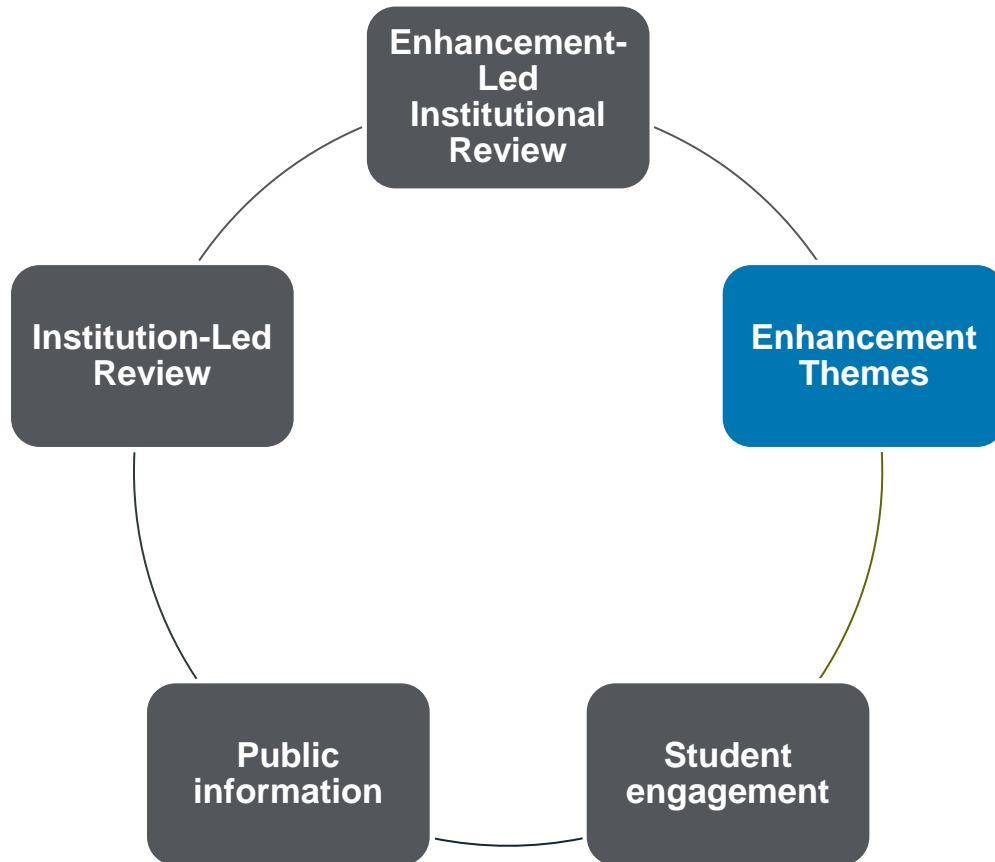 Enhancement-
Led
Institutional
Review
Institution-Led
Review
Enhancement
Themes
Public
information
Student
engagement